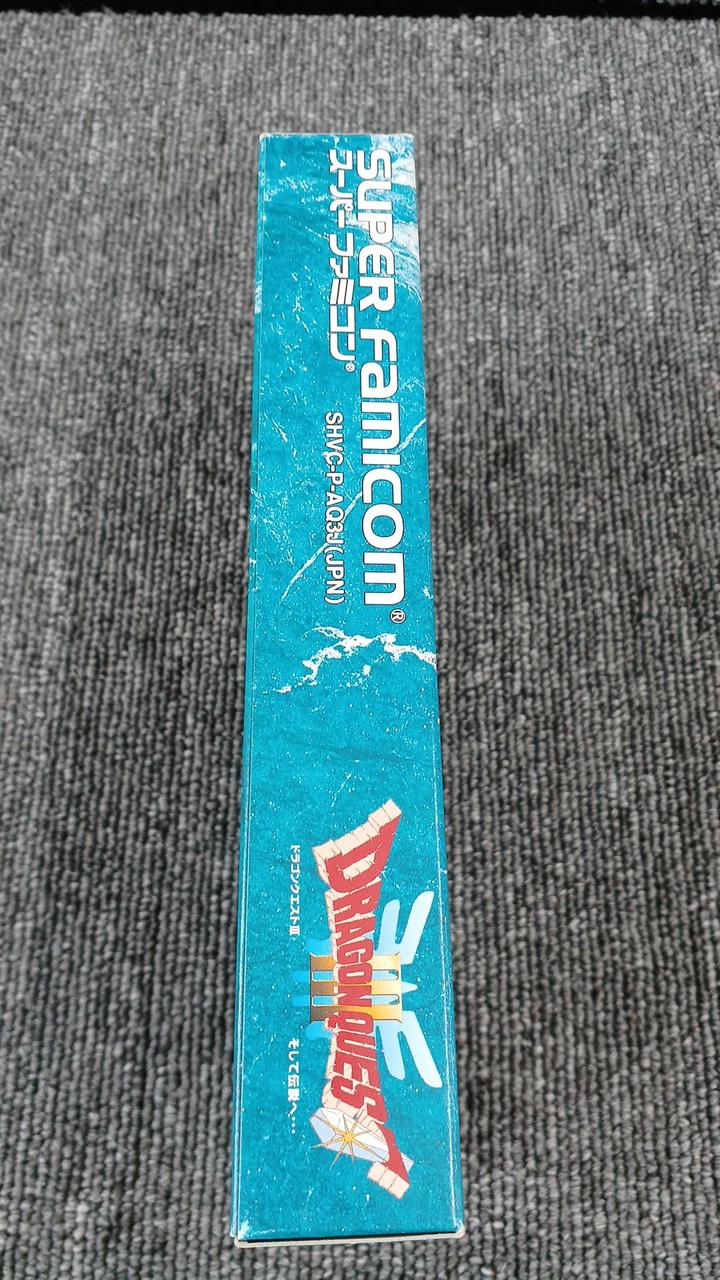 SUPER FAMICOM®
スーパーファミコン®
SHVC-P-AQ3J(JPN)
DRAGON QUEST
III
ドラゴンクエストIII
そして伝説へ…